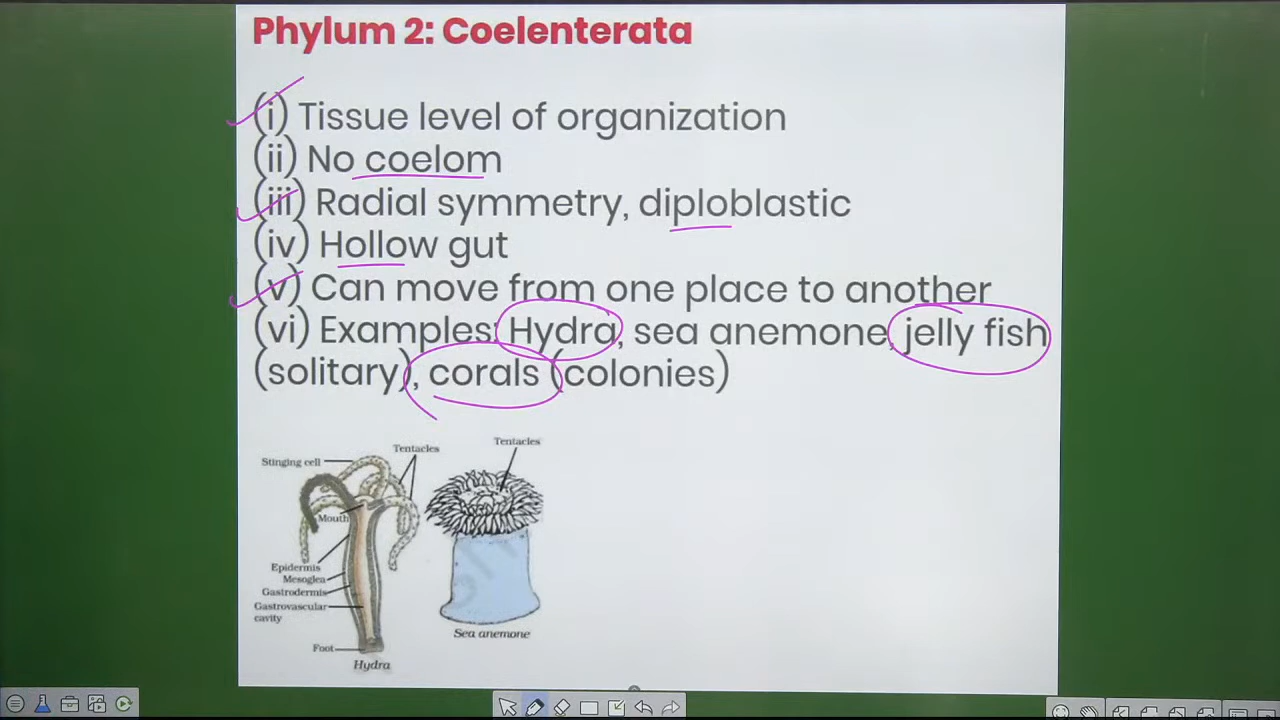 Phylum 2: Coelenterata
(i) Tissue level of organization
(ii) No coelom
(iii) Radial symmetry, diploblastic
(iv) Hollow gut
(v) Can move from one place to another
(vi) Examples: Hydra, sea anemone, jelly fish
(solitary), corals (colonies)
Tentacles
Stinging cell
Mouth
Epidermis
Mesoglea
Gastrodermis
Gastrovascular
cavity
Foot
Hydra
Tentacles
Sea anemone